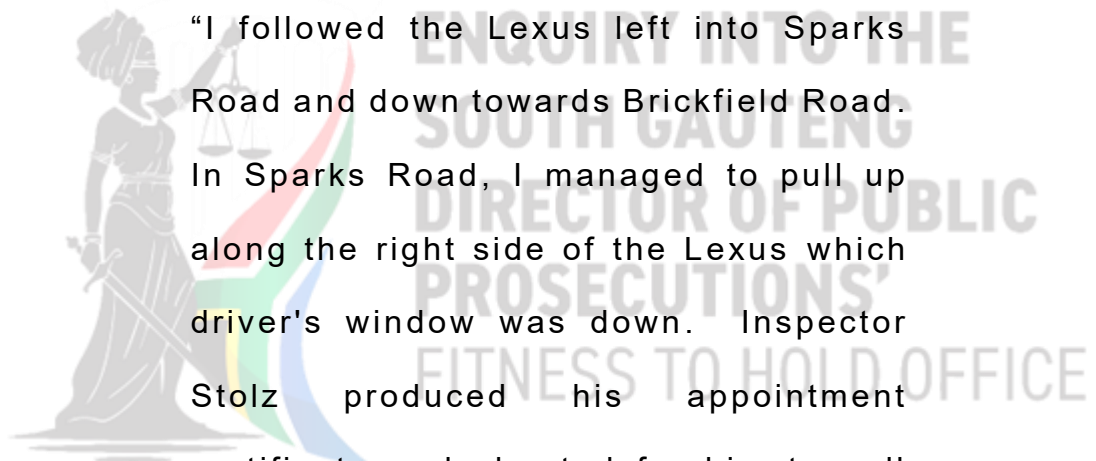 “I followed the Lexus left into Sparks
Road and down towards Brickfield Road.
In Sparks Road, I managed to pull up
along the right side of the Lexus which
driver's window was down.  Inspector
Stolz produced his appointment
ENQUIRY INTO THE
SOUTH GAUTENG
DIRECTOR OF PUBLIC
PROSECUTIONS’
FITNESS TO HOLD OFFICE